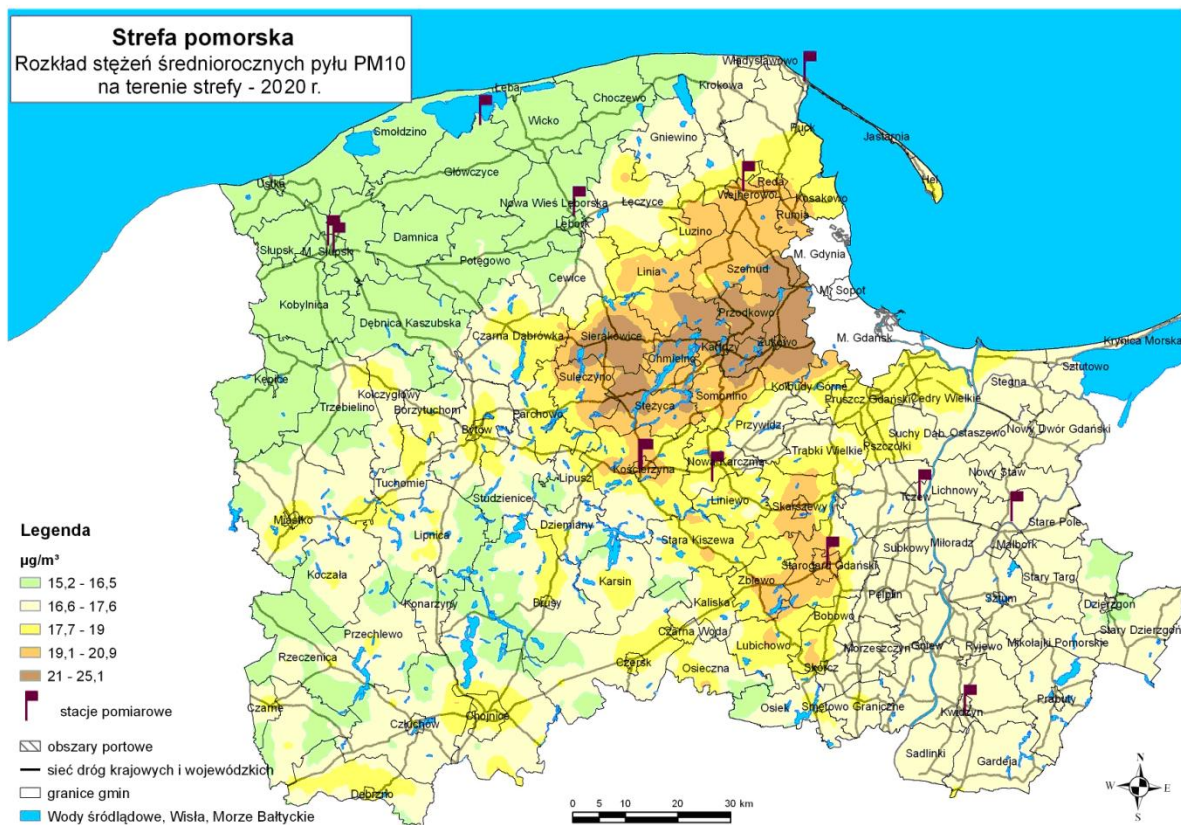 Strefa pomorska
Rozkład stężeń średniorocznych pyłu PM10
na terenie strefy - 2020 r.
Władysławowo
Łeba
Choczewo
Krokowa
Wicko
Smołdzino
Gniewino
Puck
Jastarnia
Główczyce
Hel
Ustka
Reda
Wejherowo
Nowa Wieś Lęborska
Łęczyce
Kosakowo
Rumia
Lębork
Damnica
Luzino
Słupsk
M. Słupsk
Potęgowo
M. Gdynia
Cewice
Linia
Szemud
M. Sopot
Kobylnica
Przodkowo
Dębnica Kaszubska
Czarna Dąbrówka
Sierakowice
M. Gdańsk
Kartuzy
Żukowo
Krynica Morska
Chmielno
Sztutowo
Kępice
Sulęczyno
Stegna
Kolbudy Górne
Kołczygłowy
Somonino
Pruszcz Gdański
Cedry Wielkie
Trzebielino
Borzytuchom
Parchowo
Stężyca
Przywidz
Bytów
Suchy Dąb
Ostaszewo
Nowy Dwór Gdański
Pszczółki
Trąbki Wielkie
Kościerzyna
Nowa Karczma
Nowy Staw
Lipusz
Tuchomie
Lichnowy
Studzienice
Tczew
Liniewo
Skarszewy
Miastko
Dziemiany
Stare Pole
Lipnica
Stara Kiszewa
Subkowy
Miłoradz
Malbork
Starogard Gdański
Koczała
Karsin
Zblewo
Stary Targ
Konarzyny
Brusy
Kaliska
Pelplin
Sztum
Dzierzgoń
Bobowo
Przechlewo
Czarna Woda
Stary Dzierzgoń
Lubichowo
Morzeszczyn
Gniew
Ryjewo
Mikołajki Pomorskie
Rzeczenica
Czersk
Osieczna
Skórcz
Prabuty
Czarne
Osiek
Smętowo Graniczne
Kwidzyn
Chojnice
Człuchów
Sadlinki
Gardeja
Debrzno
Legenda
µg/m³
15,2 - 16,5
16,6 - 17,6
17,7 - 19
19,1 - 20,9
21 - 25,1
stacje pomiarowe
obszary portowe
sieć dróg krajowych i wojewódzkich
granice gmin
Wody śródlądowe, Wisła, Morze Bałtyckie
0 5 10 20 30 km
N
W E
S